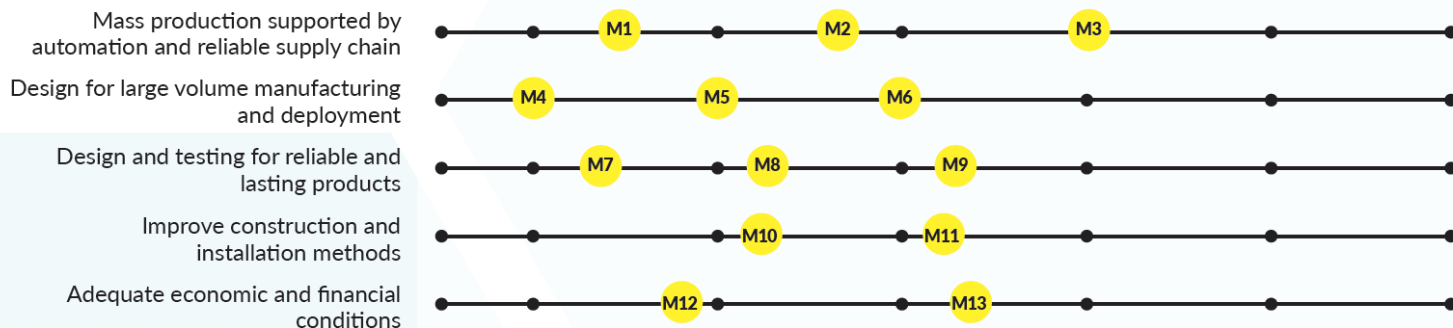 Mass production supported by
automation and reliable supply chain
M1 M2 M3
Design for large volume manufacturing
and deployment
M4 M5 M6
Design and testing for reliable and
lasting products
M7 M8 M9
Improve construction and
installation methods
M10 M11
Adequate economic and financial
conditions
M12 M13